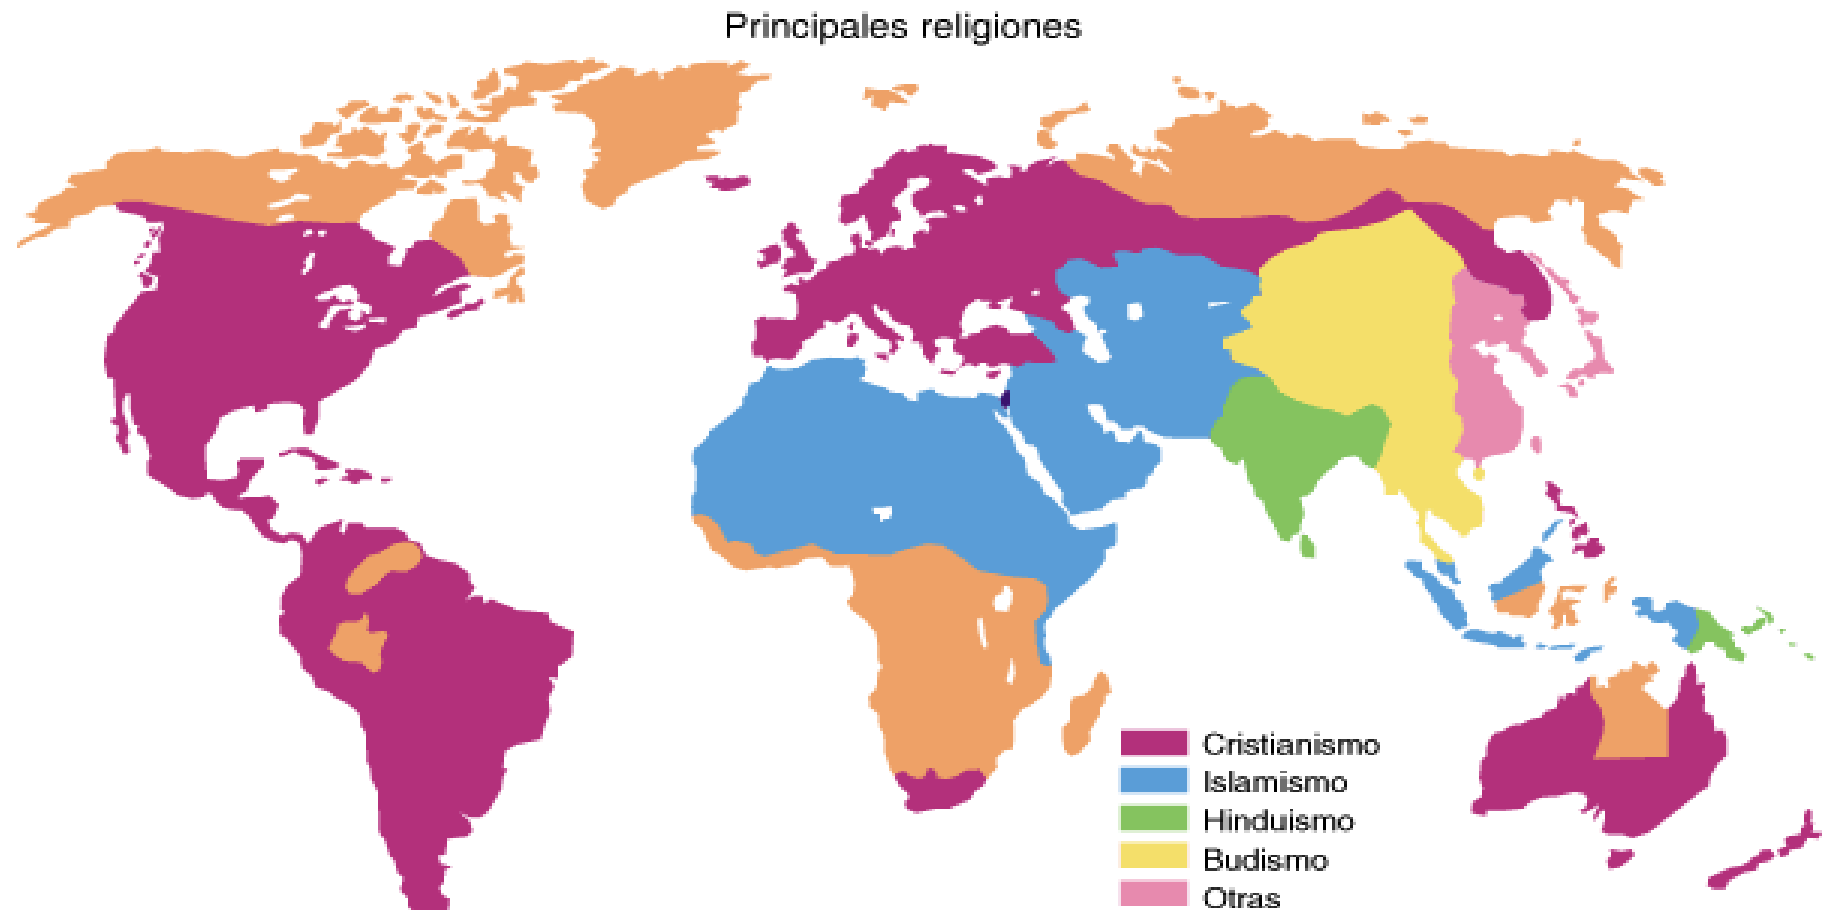 Principales religiones
Cristianismo
Islamismo
Hinduismo
Budismo
Otras